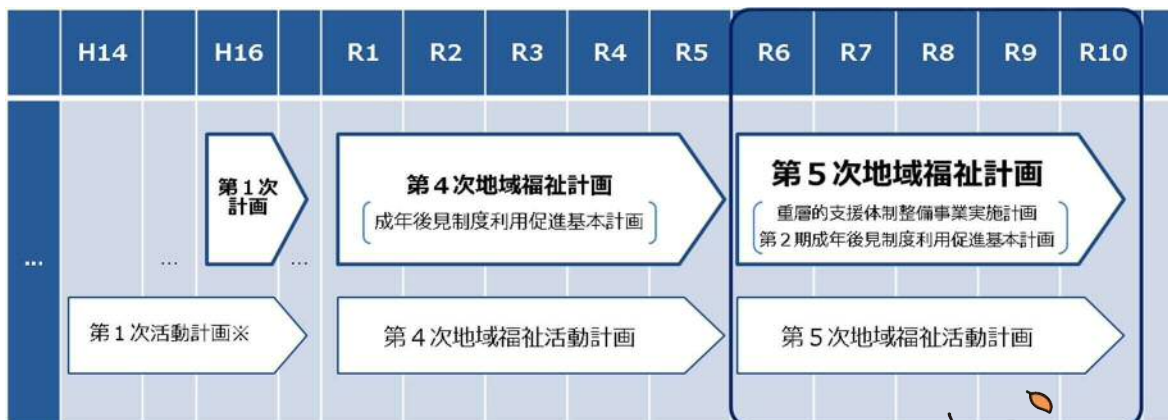 H14 H16 R1 R2 R3 R4 R5 R6 R7 R8 R9 R10
第1次
計画
第4次地域福祉計画
成年後見制度利用促進基本計画
第5次地域福祉計画
重層的支援体制整備事業実施計画
第2期成年後見制度利用促進基本計画
… … …
第1次活動計画※
第4次地域福祉活動計画
第5次地域福祉活動計画